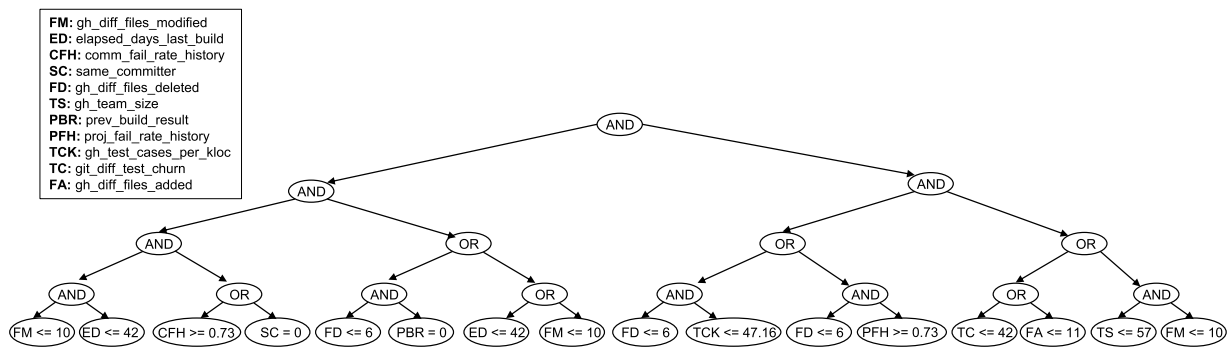 FM: gh_diff_files_modified
ED: elapsed_days_last_build
CFH: comm_fail_rate_history
SC: same_committer
FD: gh_diff_files_deleted
TS: gh_team_size
PBR: prev_build_result
PFH: proj_fail_rate_history
TCK: gh_test_cases_per_kloc
TC: git_diff_test_churn
FA: gh_diff_files_added
AND
AND AND
AND OR OR OR
AND OR AND OR AND AND OR AND
FM <= 10 ED <= 42 CFH >= 0.73 SC = 0 FD <= 6 PBR = 0 ED <= 42 FM <= 10 FD <= 6 TCK <= 47.16 FD <= 6 PFH >= 0.73 TC <= 42 FA <= 11 TS <= 57 FM <= 10